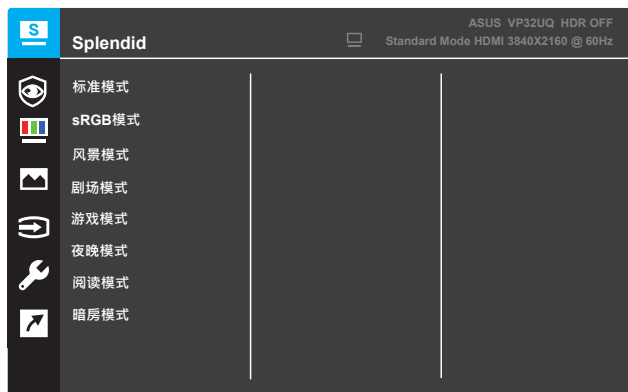 S
ASUS VP32UQ HDR OFF
Splendid
Standard Mode HDMI 3840X2160 @ 60Hz
标准模式
sRGB模式
风景模式
剧场模式
游戏模式
夜晚模式
阅读模式
暗房模式